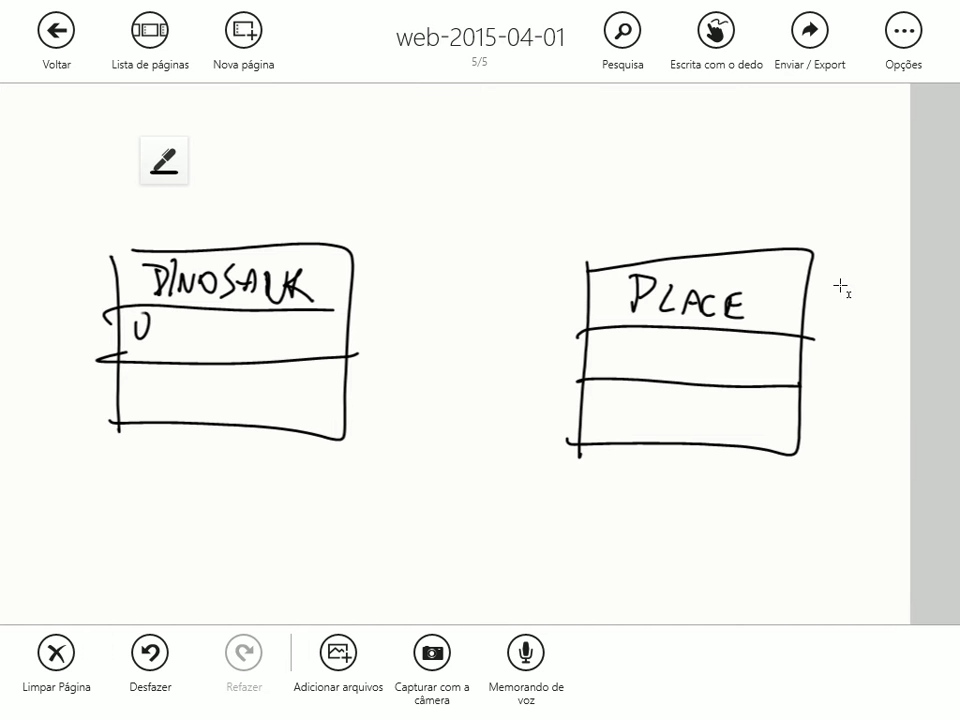 web-2015-04-01
5/5
Voltar
Lista de páginas
Nova página
Pesquisa
Escrita com o dedo
Enviar / Export
Opções
DINOSAUR
PLACE
Limpar Página
Desfazer
Refazer
Adicionar arquivos
Capturar com a
câmera
Memorando de
voz